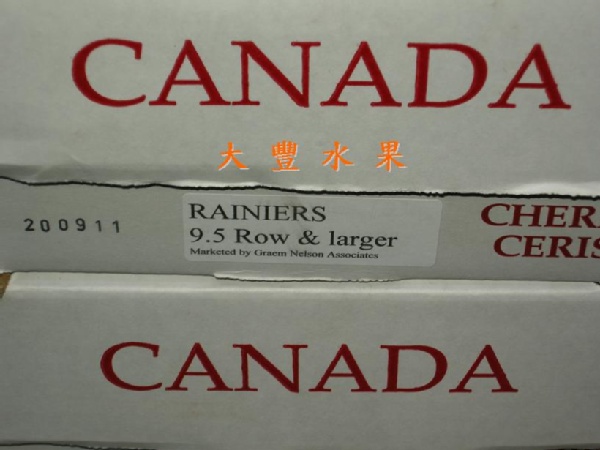 CANADA
大豐水果
200911
RAINIERS
9.5 Row & larger
Marketed by Graem Nelson Associates
CHER
CERIS
CANADA